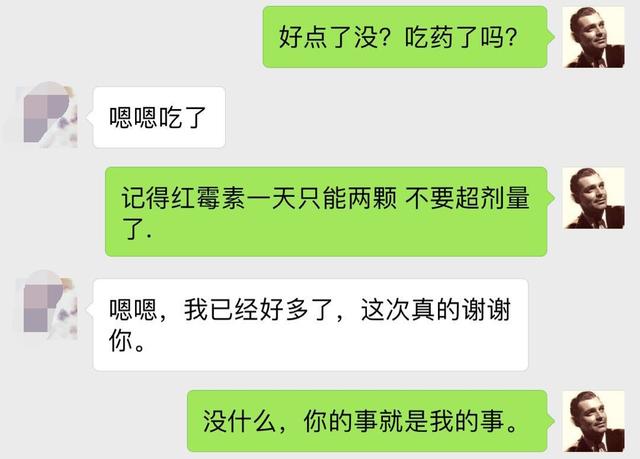 好点了没？吃药了吗？
嗯嗯吃了
记得红霉素一天只能两颗 不要超剂量
了.
嗯嗯，我已经好多了，这次真的谢谢
你。
没什么，你的事就是我的事。